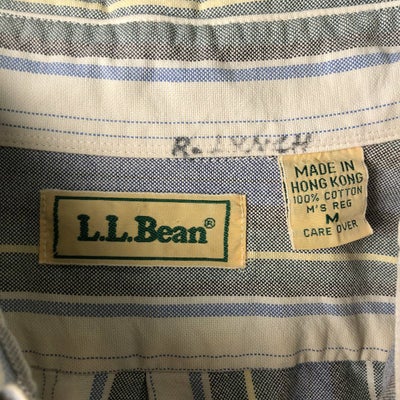 R. LYNCH
L.L.Bean®
MADE IN
HONG KONG
100% COTTON
M'S REG
M
CARE OVER